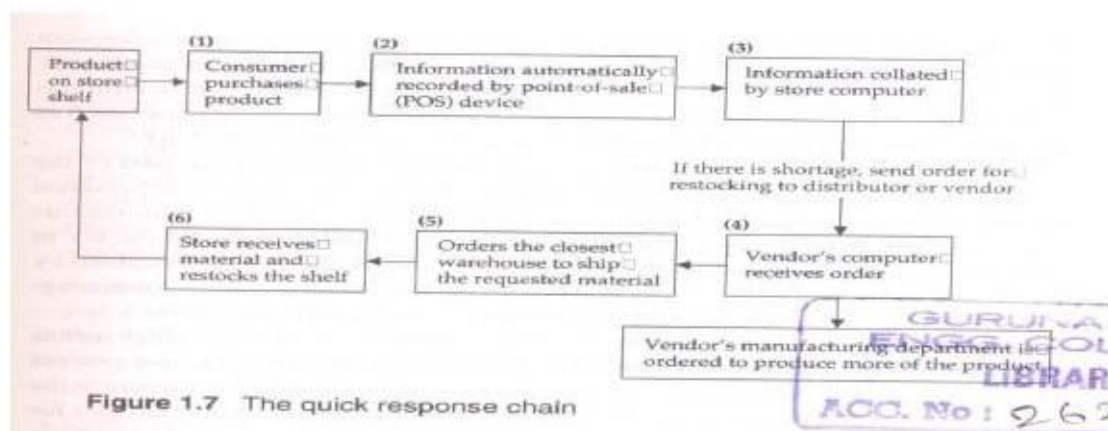 Product
on store
shelf
(1)
Consumer
purchases
product
(2)
Information automatically
recorded by point-of-sale
(POS) device
(3)
Information collated
by store computer
If there is shortage, send order for
restocking to distributor or vendor
(4)
Vendor's computer
receives order
(5)
Orders the closest
warehouse to ship
the requested material
(6)
Store receives
material and
restocks the shelf
Vendor's manufacturing department is
ordered to produce more of the product
Figure 1.7 The quick response chain
GURUNA
ENGG COL
LIBRAR
ACC. No : 262